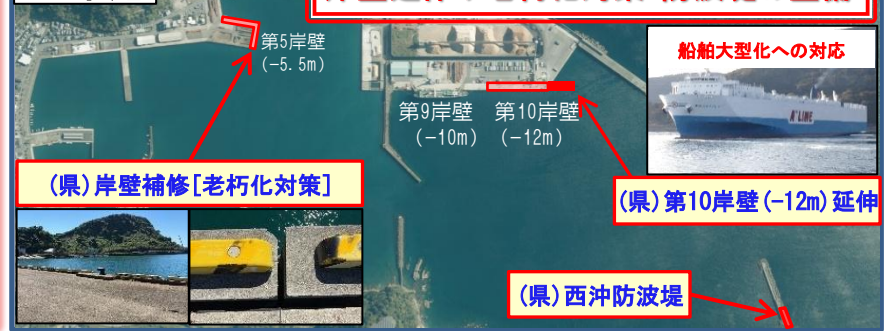 第5岸壁
(-5.5m)
船舶大型化への対応
A"LINE
第9岸壁 第10岸壁
(-10m) (-12m)
(県)岸壁補修[老朽化対策]
(県)第10岸壁(-12m)延伸
(県)西沖防波堤